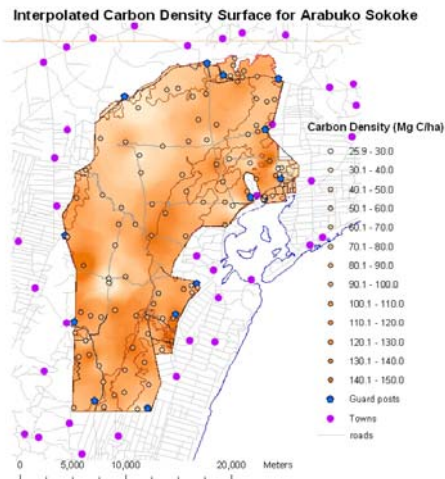 Interpolated Carbon Density Surface for Arabuko Sokoke
Carbon Density (Mg C/ha)
25.9 - 30.0
30.1 - 40.0
40.1 - 50.0
50.1 - 60.0
60.1 - 70.0
70.1 - 80.0
80.1 - 90.0
90.1 - 100.0
100.1 - 110.0
110.1 - 120.0
120.1 - 130.0
130.1 - 140.0
140.1 - 150.0
Guard posts
Towns
roads
0 5,000 10,000 20,000 Meters